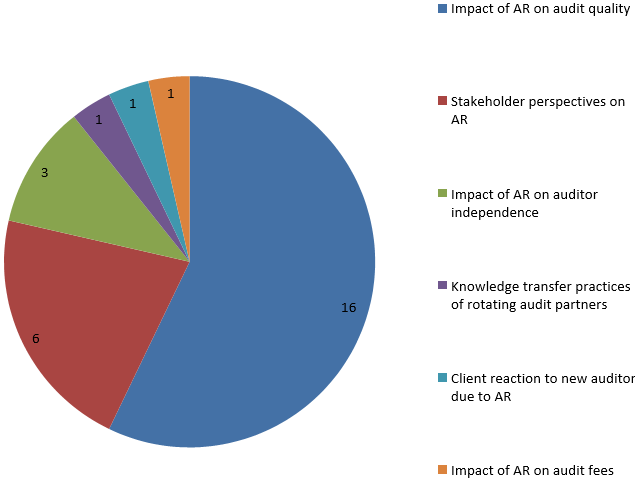 Impact of AR on audit quality
Stakeholder perspectives on
AR
Impact of AR on auditor
independence
Knowledge transfer practices
of rotating audit partners
Client reaction to new auditor
due to AR
Impact of AR on audit fees
1
1
1
3
16
6